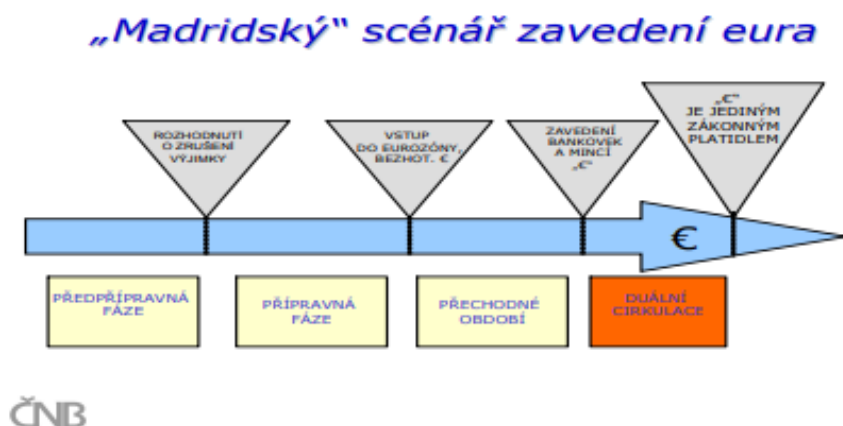 „Madridský“ scénář zavedení eura
ROZHODNUTÍ
O ZRUŠENÍ
VÝJIMKY
VSTUP
DO EUROZÓNY,
BEZHOT. €
ZAVEDENÍ
BANKOVEK
A MINCÍ
„€“
„€“
JE JEDINÝM
ZÁKONNÝM
PLATIDLEM
€
PŘEDPŘÍPRAVNÁ
FÁZE
PŘÍPRAVNÁ
FÁZE
PŘECHODNÉ
OBDOBÍ
DUÁLNÍ
CIRKULACE
ČNB